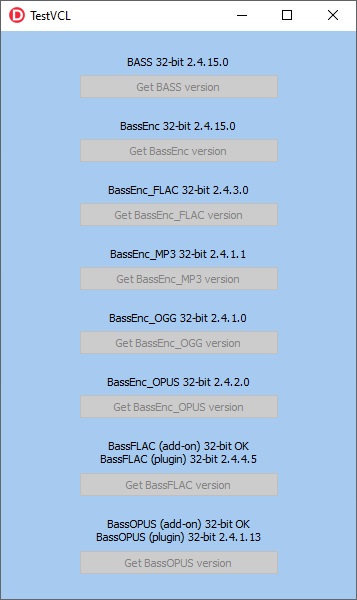 TestVCL
BASS 32-bit 2.4.15.0
Get BASS version
BassEnc 32-bit 2.4.15.0
Get BassEnc version
BassEnc_FLAC 32-bit 2.4.3.0
Get BassEnc_FLAC version
BassEnc_MP3 32-bit 2.4.1.1
Get BassEnc_MP3 version
BassEnc_OGG 32-bit 2.4.1.0
Get BassEnc_OGG version
BassEnc_OPUS 32-bit 2.4.2.0
Get BassEnc_OPUS version
BassFLAC (add-on) 32-bit OK
BassFLAC (plugin) 32-bit 2.4.4.5
Get BassFLAC version
BassOPUS (add-on) 32-bit OK
BassOPUS (plugin) 32-bit 2.4.1.13
Get BassOPUS version